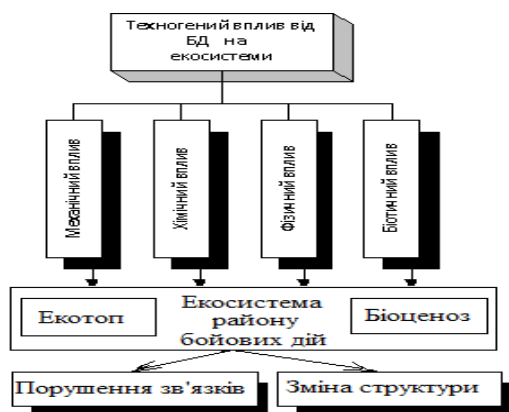 Техногений вплив від
БД на
екосистеми
Механічний вплив
Хімічний вплив
Фізичний вплив
Біотичний вплив
Екотоп
Екосистема
району
бойових дій
Біоценоз
Порушення зв'язків
Зміна структури